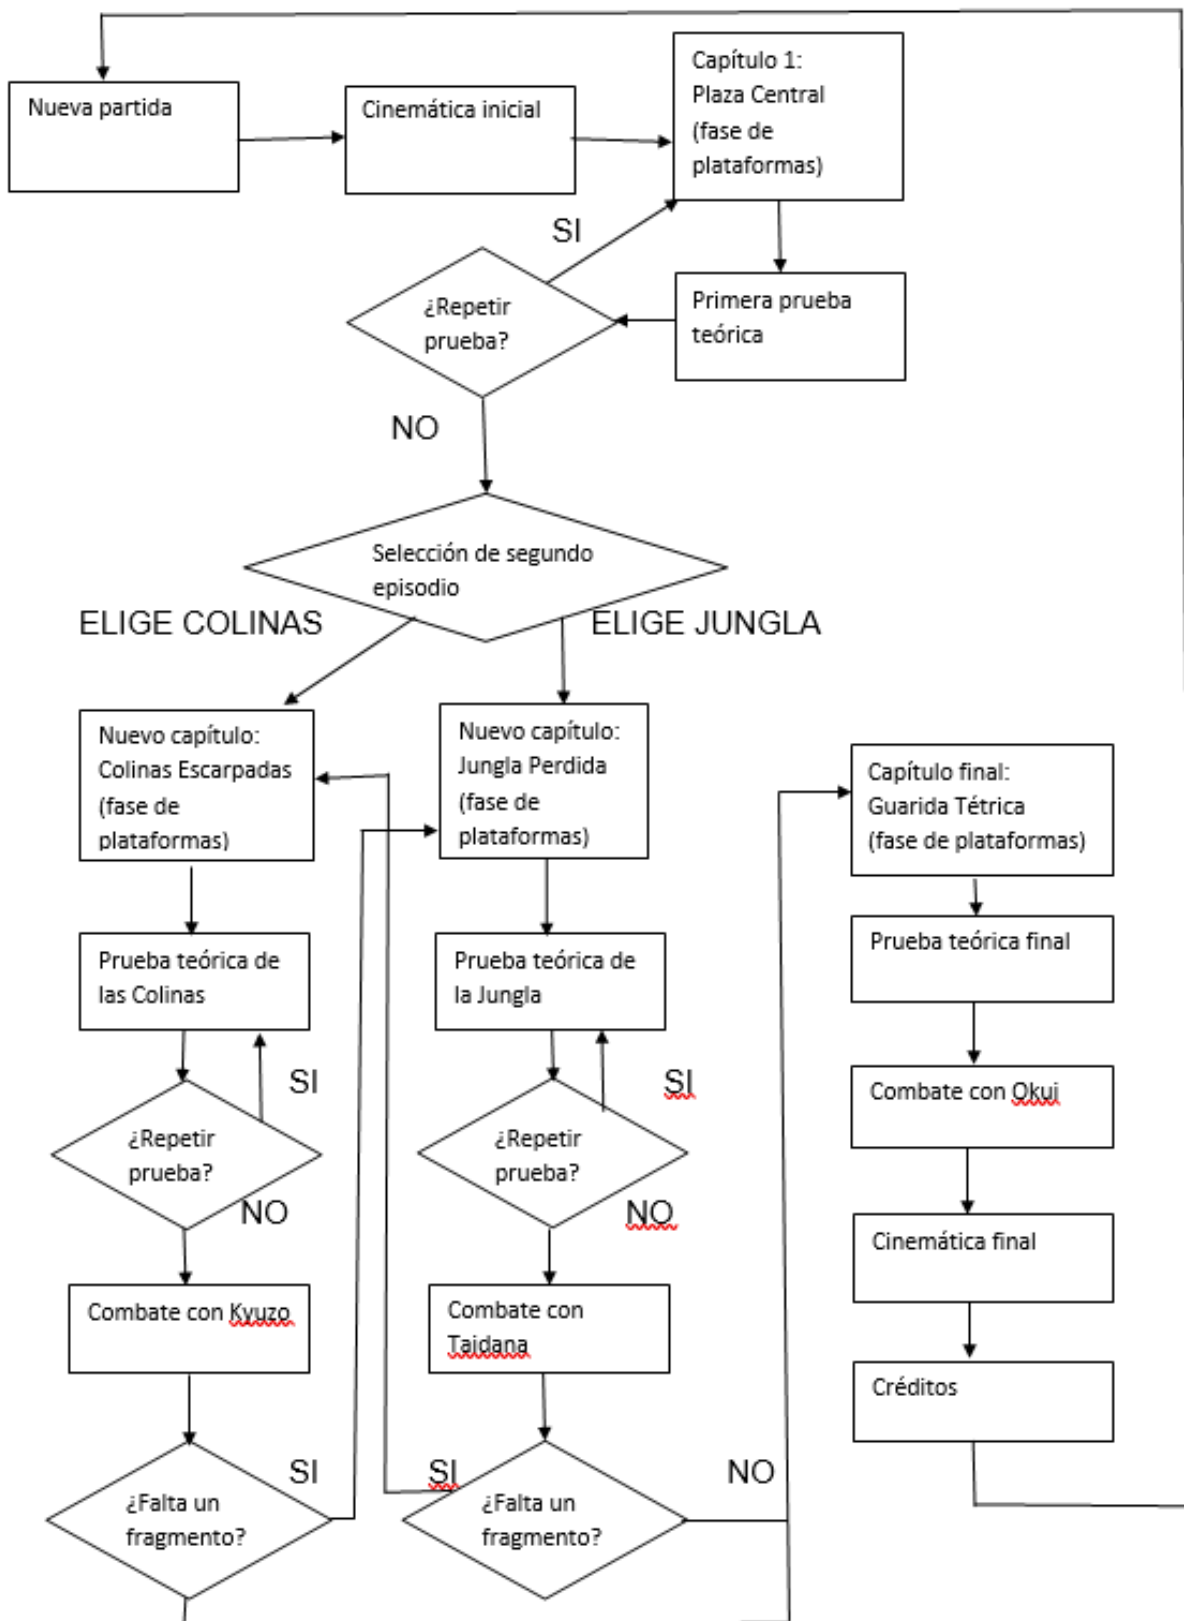 Nueva partida
Cinemática inicial
Capítulo 1:
Plaza Central
(fase de
plataformas)
SI
¿Repetir
prueba?
Primera prueba
teórica
NO
Selección de segundo
episodio
ELIGE COLINAS
ELIGE JUNGLA
Nuevo capítulo:
Colinas Escarpadas
(fase de
plataformas)
Nuevo capítulo:
Jungla Perdida
(fase de
plataformas)
Capítulo final:
Guarida Tétrica
(fase de plataformas)
Prueba teórica de
las Colinas
Prueba teórica de
la Jungla
Prueba teórica final
SI
SI
Combate con Okui
¿Repetir
prueba?
¿Repetir
prueba?
NO
NO
Cinemática final
Combate con Kyuzo
Combate con
Taidana
Créditos
SI
SI
NO
¿Falta un
fragmento?
¿Falta un
fragmento?